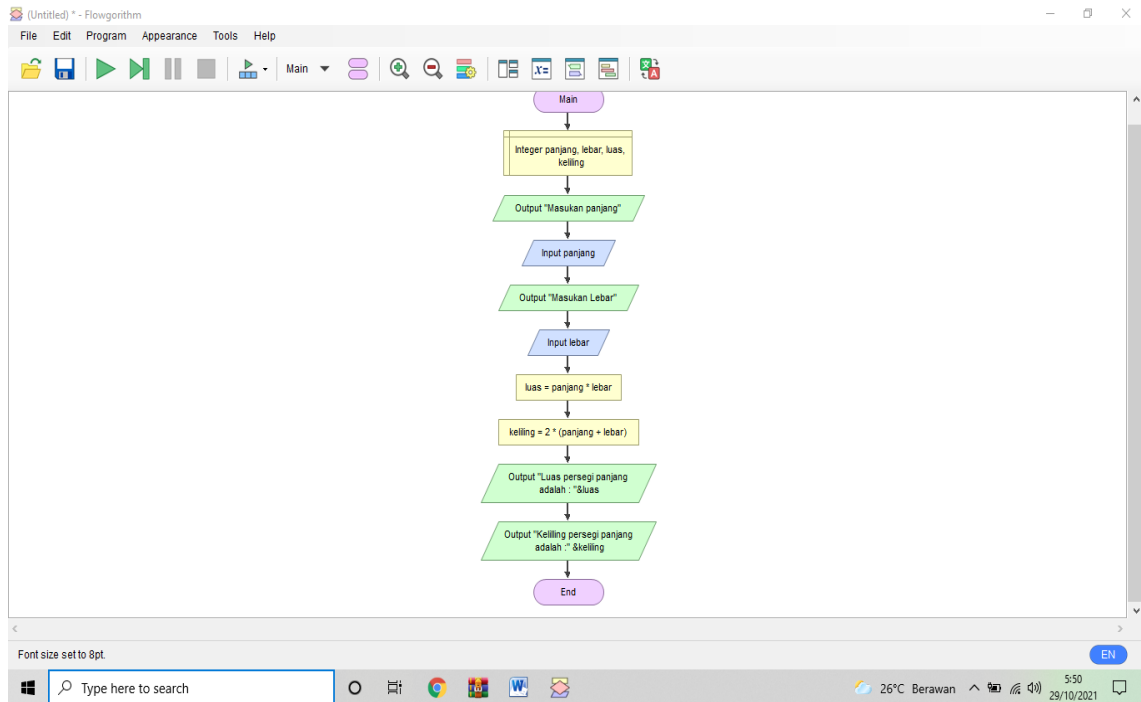 (Untitled) * - Flowgorithm
File Edit Program Appearance Tools Help
Main
x=
A
Main
Integer panjang, lebar, luas,
keliling
Output "Masukan panjang"
Input panjang
Output "Masukan Lebar"
Input lebar
luas = panjang * lebar
keliling = 2 * (panjang + lebar)
Output "Luas persegi panjang
adalah : "&luas
Output "Keliling persegi panjang
adalah :" &keliling
End
Font size set to 8pt.
EN
Type here to search
W
26°C Berawan
5:50
29/10/2021